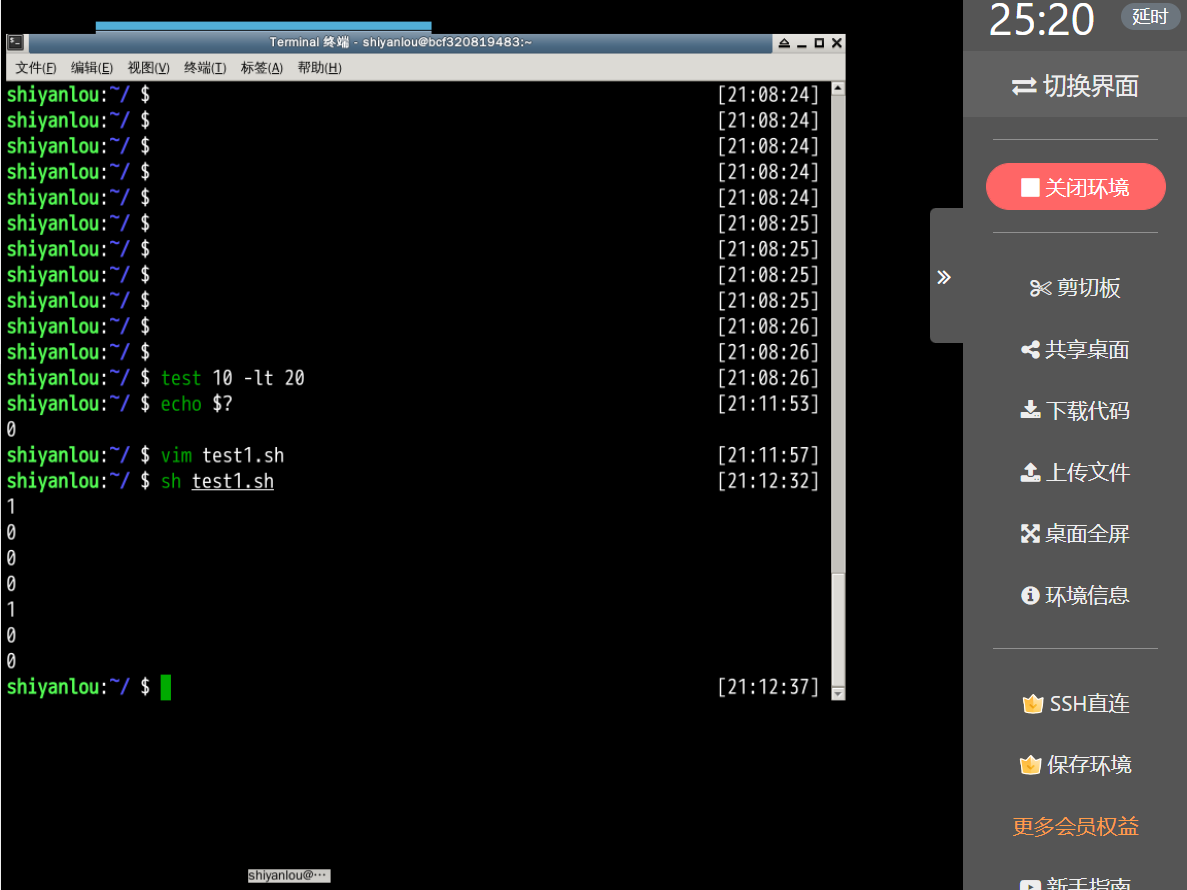 Terminal 终端 - shiyanlou@bcf320819483:~
文件(F) 编辑(E) 视图(V) 终端(T) 标签(A) 帮助(H)
shiyanlou:~/ $ [21:08:24]
shiyanlou:~/ $ [21:08:24]
shiyanlou:~/ $ [21:08:24]
shiyanlou:~/ $ [21:08:24]
shiyanlou:~/ $ [21:08:24]
shiyanlou:~/ $ [21:08:25]
shiyanlou:~/ $ [21:08:25]
shiyanlou:~/ $ [21:08:25]
shiyanlou:~/ $ [21:08:25]
shiyanlou:~/ $ [21:08:26]
shiyanlou:~/ $ [21:08:26]
shiyanlou:~/ $ test 10 -lt 20 [21:08:26]
shiyanlou:~/ $ echo $? [21:11:53]
0
shiyanlou:~/ $ vim test1.sh [21:11:57]
shiyanlou:~/ $ sh test1.sh [21:12:32]
1
0
0
0
1
0
0
shiyanlou:~/ $ [21:12:37]
shiyanlou@···
25:20 延时
切换界面
关闭环境
剪切板
共享桌面
下载代码
上传文件
桌面全屏
环境信息
SSH直连
保存环境
更多会员权益
新手指南